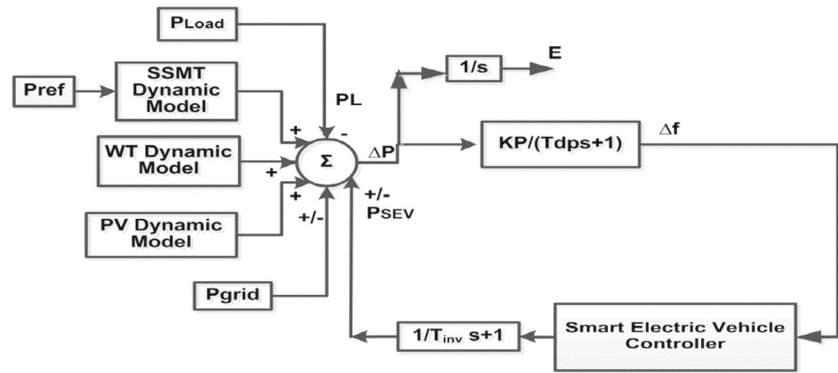 PLoad
SSMT
Dynamic
Model
Pref
PL
-
+
WT Dynamic
Model
+
Σ
ΔP
1/s
E
KP/(Tdps+1)
Δf
+
PV Dynamic
Model
+/-
+/-
PSEV
Pgrid
1/Tinv s+1
Smart Electric Vehicle
Controller